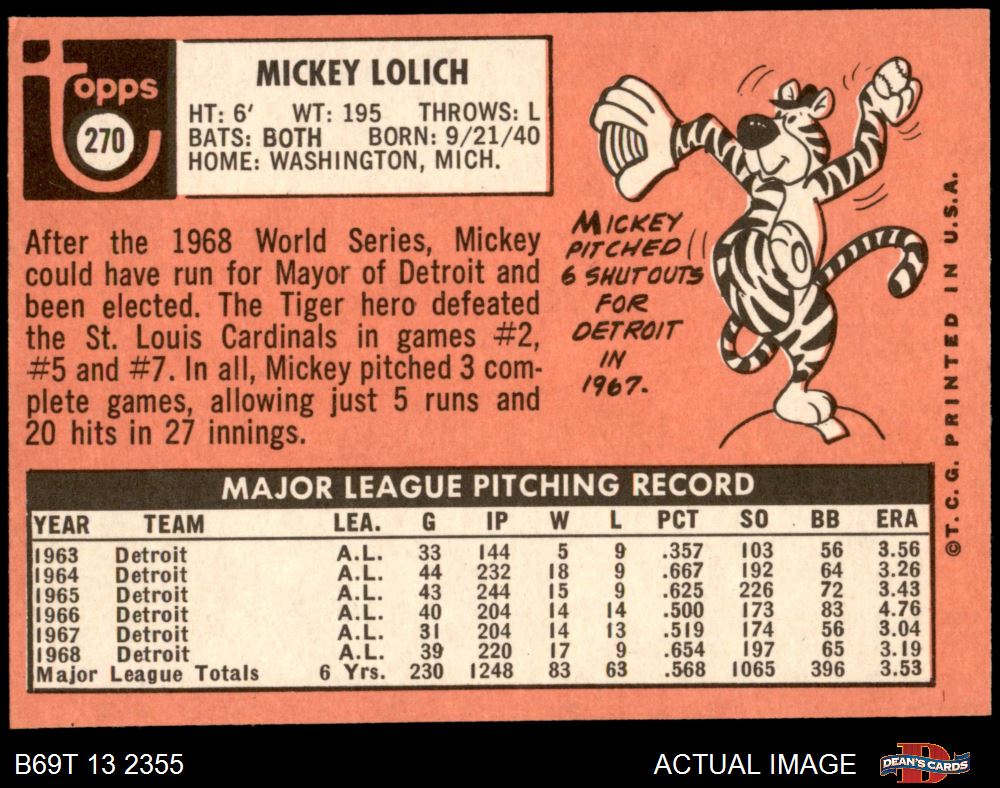 Topps
270
MICKEY LOLICH
HT: 6' WT: 195 THROWS: L
BATS: BOTH BORN: 9/21/40
HOME: WASHINGTON, MICH.
After the 1968 World Series, Mickey
could have run for Mayor of Detroit and
been elected. The Tiger hero defeated
the St. Louis Cardinals in games #2,
#5 and #7. In all, Mickey pitched 3 com-
plete games, allowing just 5 runs and
20 hits in 27 innings.
MICKEY
PITCHED
6 SHUTOUTS
FOR
DETROIT
IN
1967.
©T.C.G. PRINTED IN U.S.A.
MAJOR LEAGUE PITCHING RECORD
YEAR TEAM LEA. G IP W L PCT SO BB ERA
1963 Detroit A.L. 33 144 5 9 .357 103 56 3.56
1964 Detroit A.L. 44 232 18 9 .667 192 64 3.26
1965 Detroit A.L. 43 244 15 9 .625 226 72 3.43
1966 Detroit A.L. 40 204 14 14 .500 173 83 4.76
1967 Detroit A.L. 31 204 14 13 .519 174 56 3.04
1968 Detroit A.L. 39 220 17 9 .654 197 65 3.19
Major League Totals 6 Yrs. 230 1248 83 63 .568 1065 396 3.53
B69T 13 2355 ACTUAL IMAGE
DEAN'S CARDS